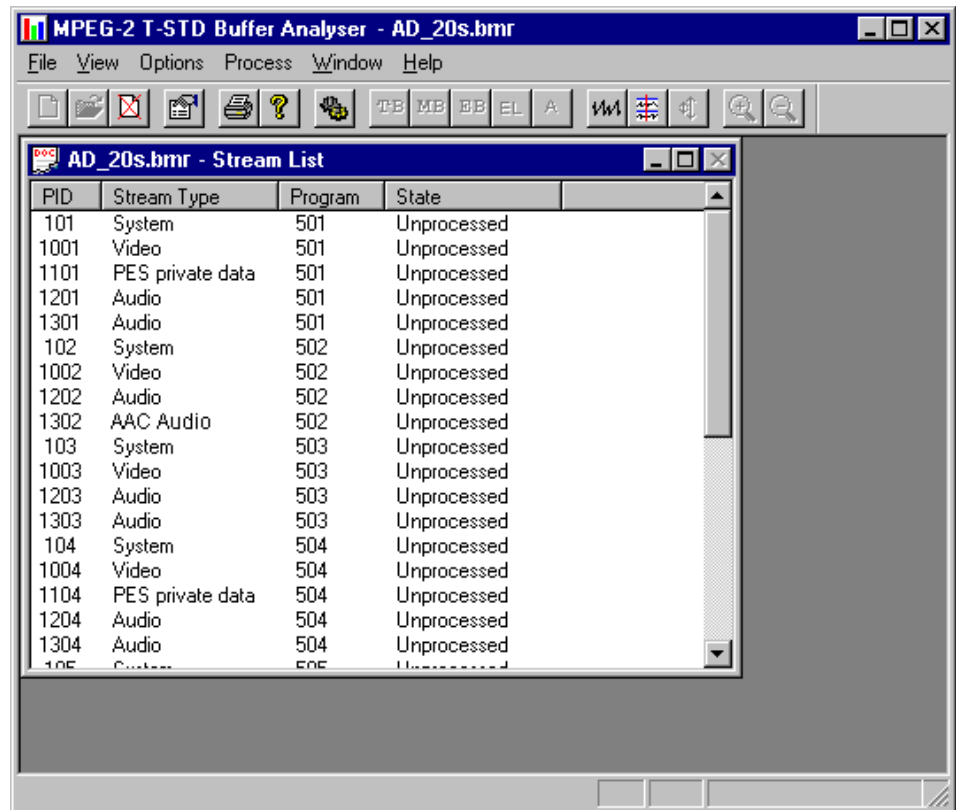 MPEG-2 T-STD Buffer Analyser - AD_20s.bmr
File View Options Process Window Help
TB MB EB EL A
DOC AD_20s.bmr - Stream List
PID Stream Type Program State
101 System 501 Unprocessed
1001 Video 501 Unprocessed
1101 PES private data 501 Unprocessed
1201 Audio 501 Unprocessed
1301 Audio 501 Unprocessed
102 System 502 Unprocessed
1002 Video 502 Unprocessed
1202 Audio 502 Unprocessed
1302 AAC Audio 502 Unprocessed
103 System 503 Unprocessed
1003 Video 503 Unprocessed
1203 Audio 503 Unprocessed
1303 Audio 503 Unprocessed
104 System 504 Unprocessed
1004 Video 504 Unprocessed
1104 PES private data 504 Unprocessed
1204 Audio 504 Unprocessed
1304 Audio 504 Unprocessed
105 System 505 Unprocessed